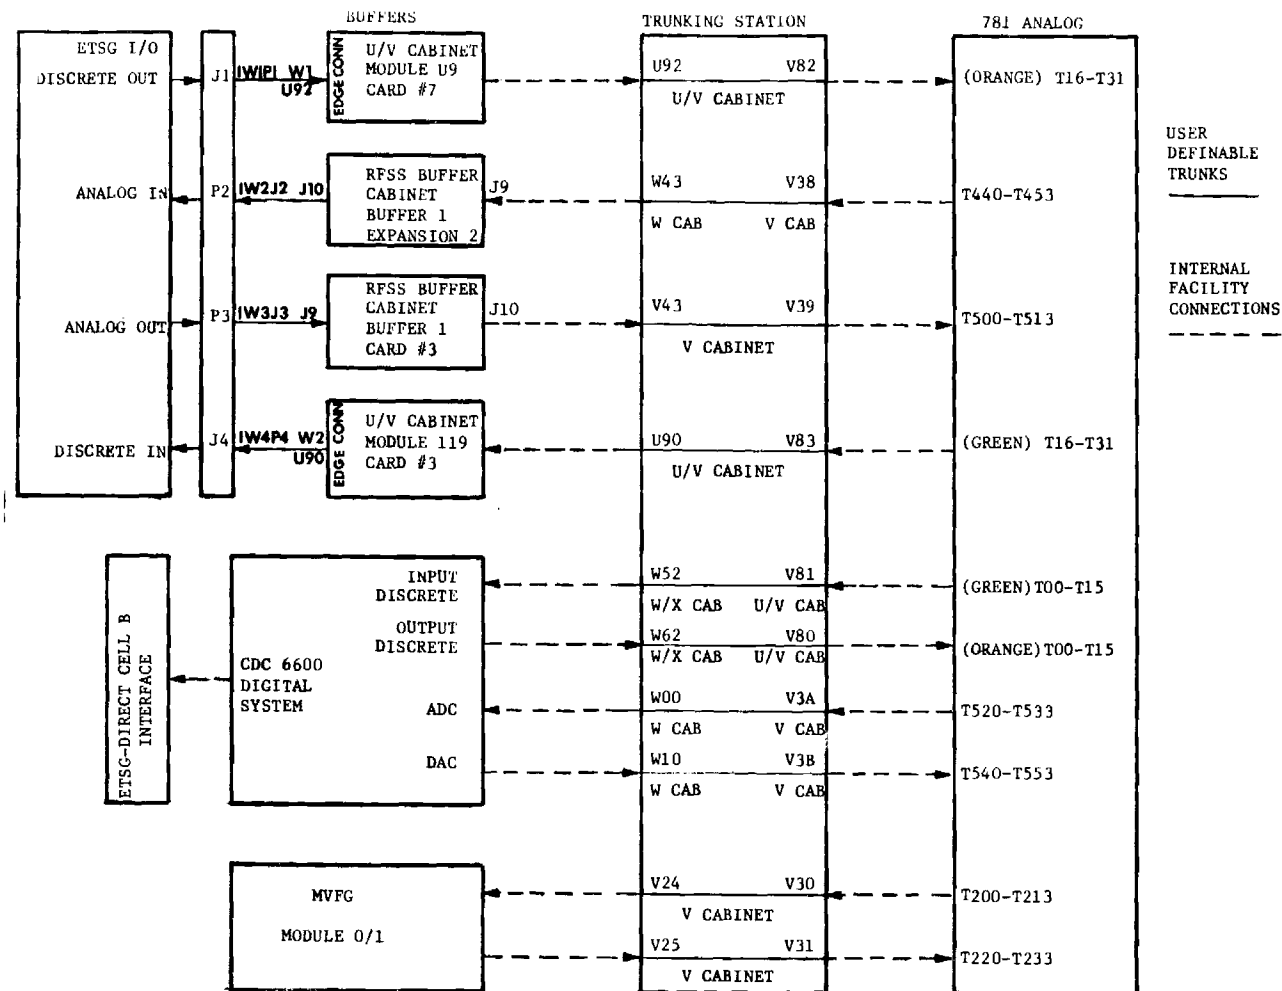 BUFFERS
TRUNKING STATION
781 ANALOG
ETSG I/O
DISCRETE OUT
J1
IW1P1 W1
U92
EDGE CONN
U/V CABINET
MODULE U9
CARD #7
U92 V82
U/V CABINET
(ORANGE) T16-T31
USER
DEFINABLE
TRUNKS
ANALOG IN
P2
IW2J2 J10
RFSS BUFFER
CABINET
BUFFER 1
EXPANSION 2
J9
W43 V38
W CAB V CAB
T440-T453
INTERNAL
FACILITY
CONNECTIONS
ANALOG OUT
P3
IW3J3 J9
RFSS BUFFER
CABINET
BUFFER 1
CARD #3
J10
V43 V39
V CABINET
T500-T513
DISCRETE IN
J4
IW4P4 W2
U90
EDGE CONN
U/V CABINET
MODULE 119
CARD #3
U90 V83
U/V CABINET
(GREEN) T16-T31
ETSG-DIRECT CELL B
INTERFACE
CDC 6600
DIGITAL
SYSTEM
INPUT
DISCRETE
W52 V81
W/X CAB U/V CAB
(GREEN)T00-T15
OUTPUT
DISCRETE
W62 V80
W/X CAB U/V CAB
(ORANGE)T00-T15
ADC
W00 V3A
W CAB V CAB
T520-T533
DAC
W10 V3B
W CAB V CAB
T540-T553
MVFG
MODULE 0/1
V24 V30
V CABINET
T200-T213
V25 V31
V CABINET
T220-T233